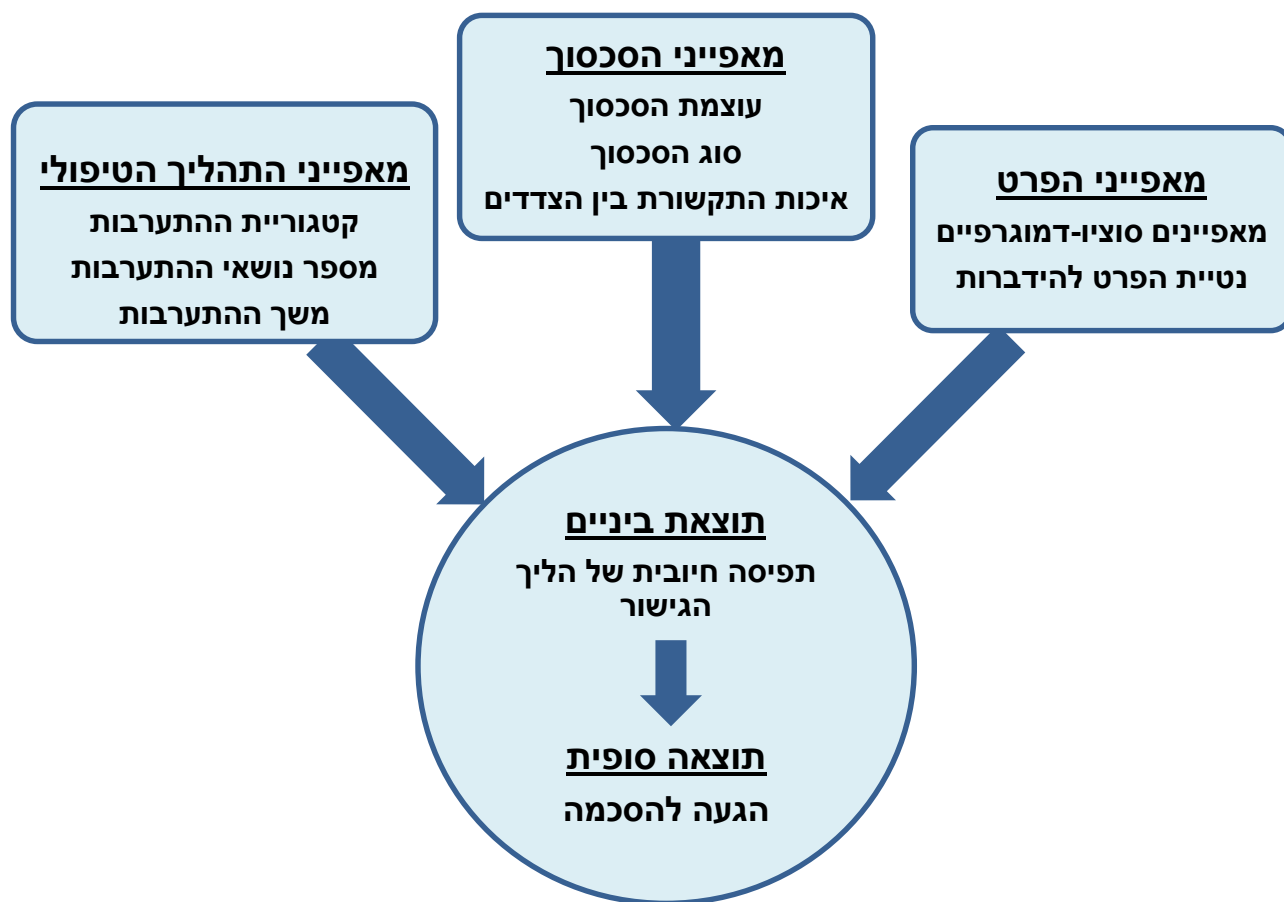 מאפייני הפרט
מאפיינים סוציו-דמוגרפיים
נטיית הפרט להידברות
מאפייני הסכסוך
עוצמת הסכסוך
סוג הסכסוך
איכות התקשורת בין הצדדים
מאפייני התהליך הטיפולי
קטגוריית ההתערבות
מספר נושאי ההתערבות
משך ההתערבות
תוצאת ביניים
תפיסה חיובית של הליך
הגישור
תוצאה סופית
הגעה להסכמה